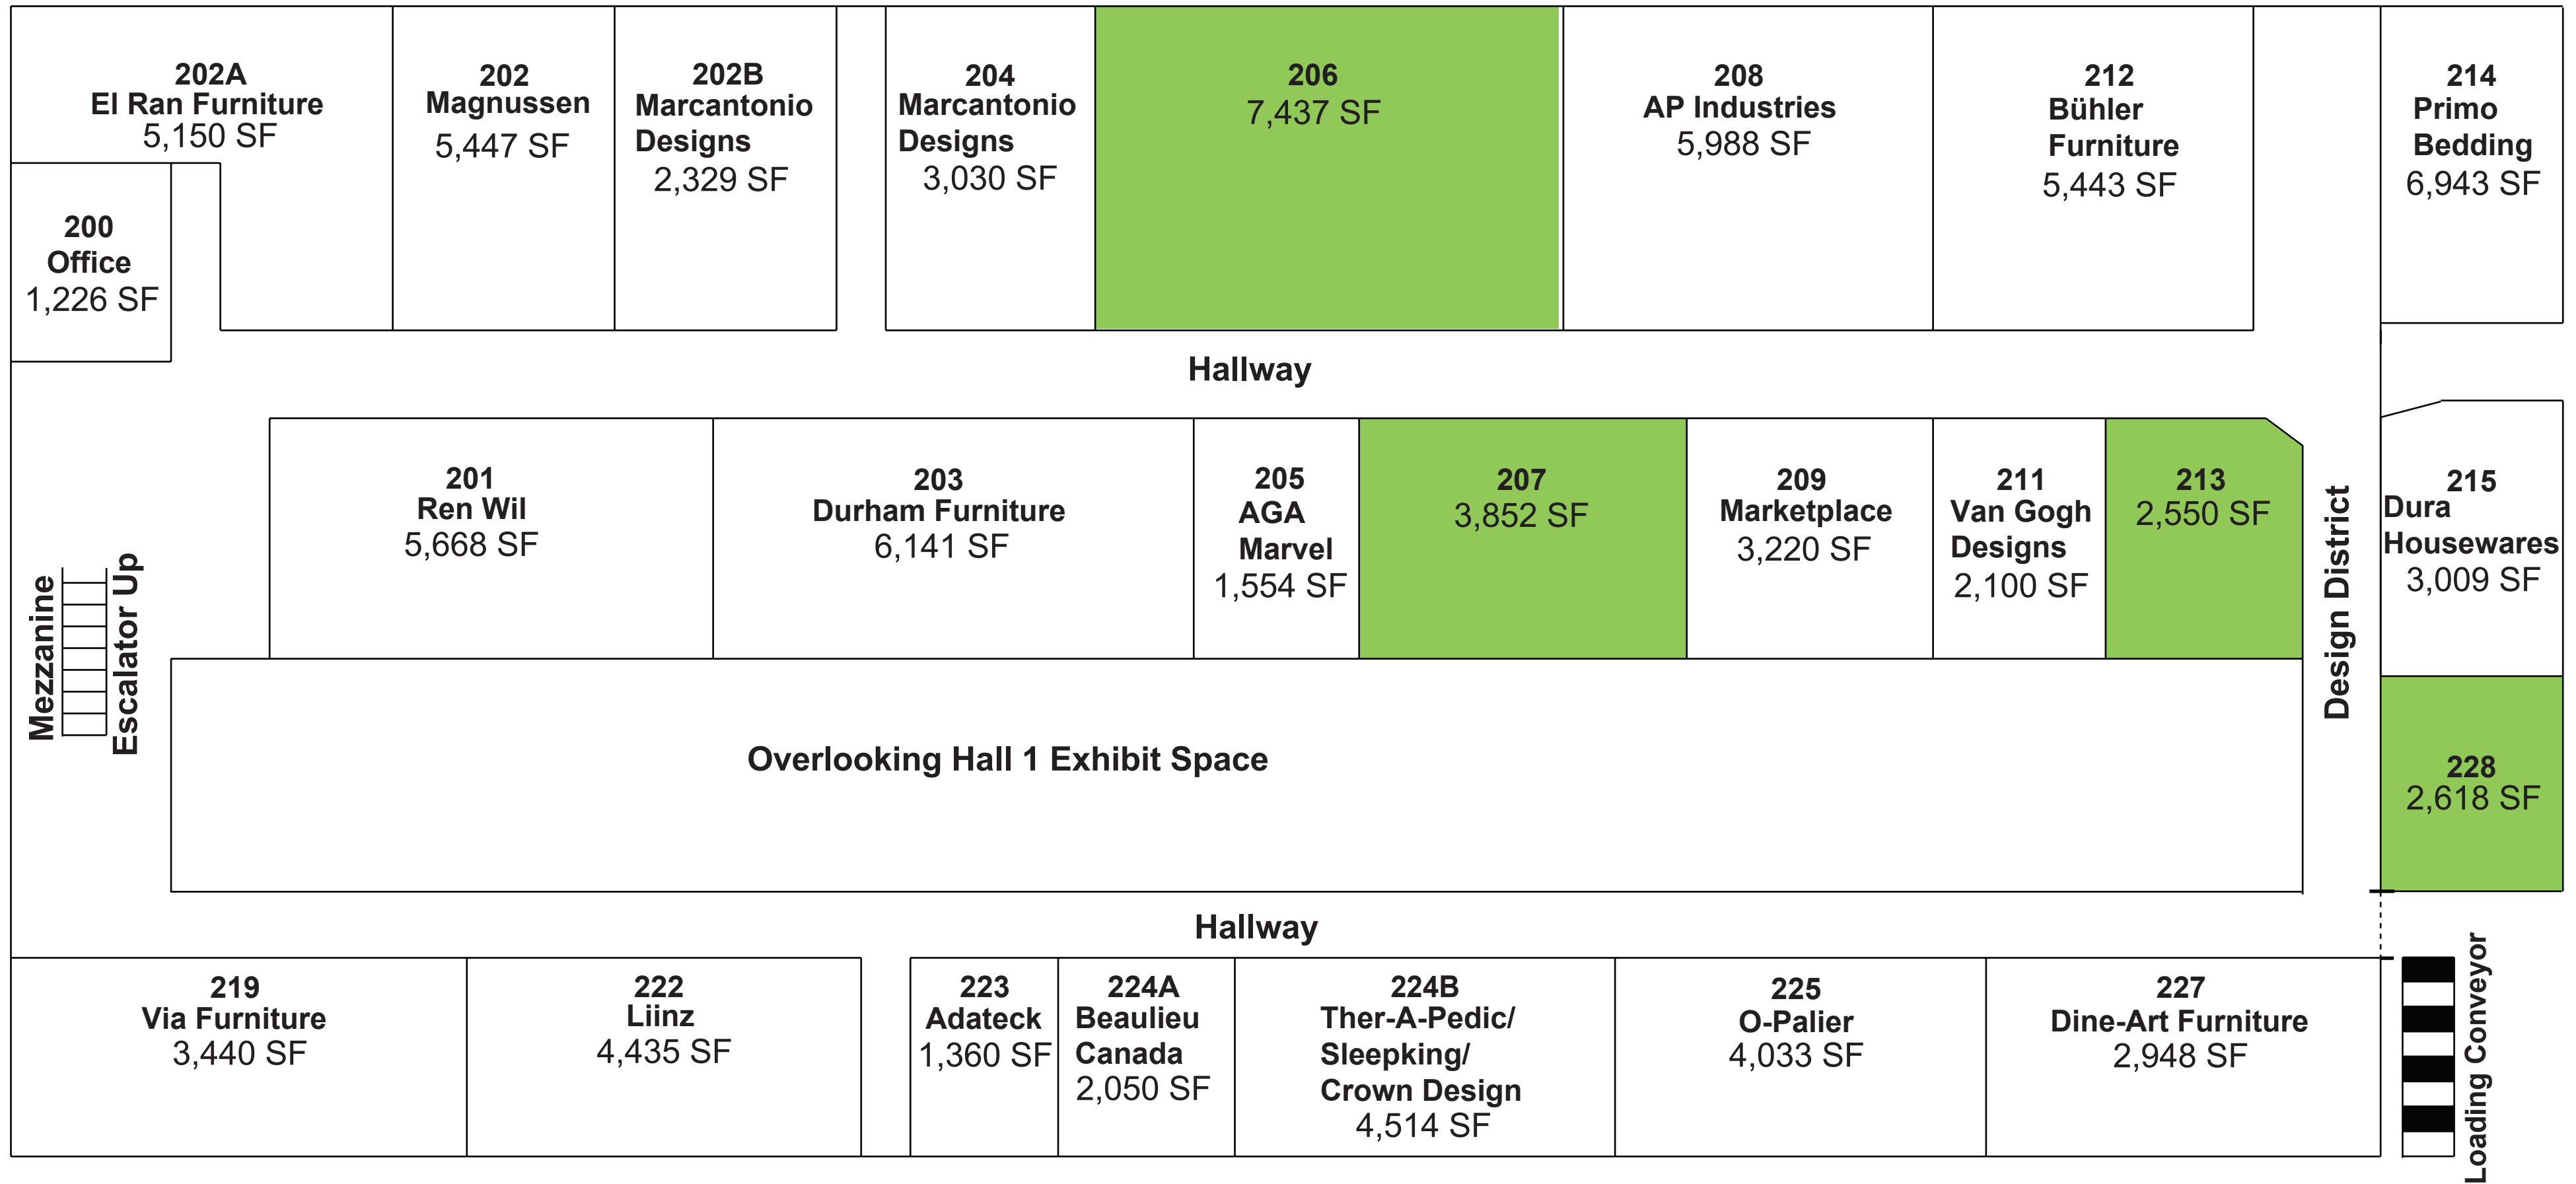 202A
El Ran Furniture
5,150 SF
202
Magnussen
5,447 SF
202B
Marcantonio
Designs
2,329 SF
204
Marcantonio
Designs
3,030 SF
206
7,437 SF
208
AP Industries
5,988 SF
212
Bühler
Furniture
5,443 SF
214
Primo
Bedding
6,943 SF
200
Office
1,226 SF
Hallway
201
Ren Wil
5,668 SF
203
Durham Furniture
6,141 SF
205
AGA
Marvel
1,554 SF
207
3,852 SF
209
Marketplace
3,220 SF
211
Van Gogh
Designs
2,100 SF
213
2,550 SF
Design District
215
Dura
Housewares
3,009 SF
Mezzanine
Escalator Up
Overlooking Hall 1 Exhibit Space
228
2,618 SF
Hallway
219
Via Furniture
3,440 SF
222
Liinz
4,435 SF
223
Adateck
1,360 SF
224A
Beaulieu
Canada
2,050 SF
224B
Ther-A-Pedic/
Sleepking/
Crown Design
4,514 SF
225
O-Palier
4,033 SF
227
Dine-Art Furniture
2,948 SF
Loading Conveyor